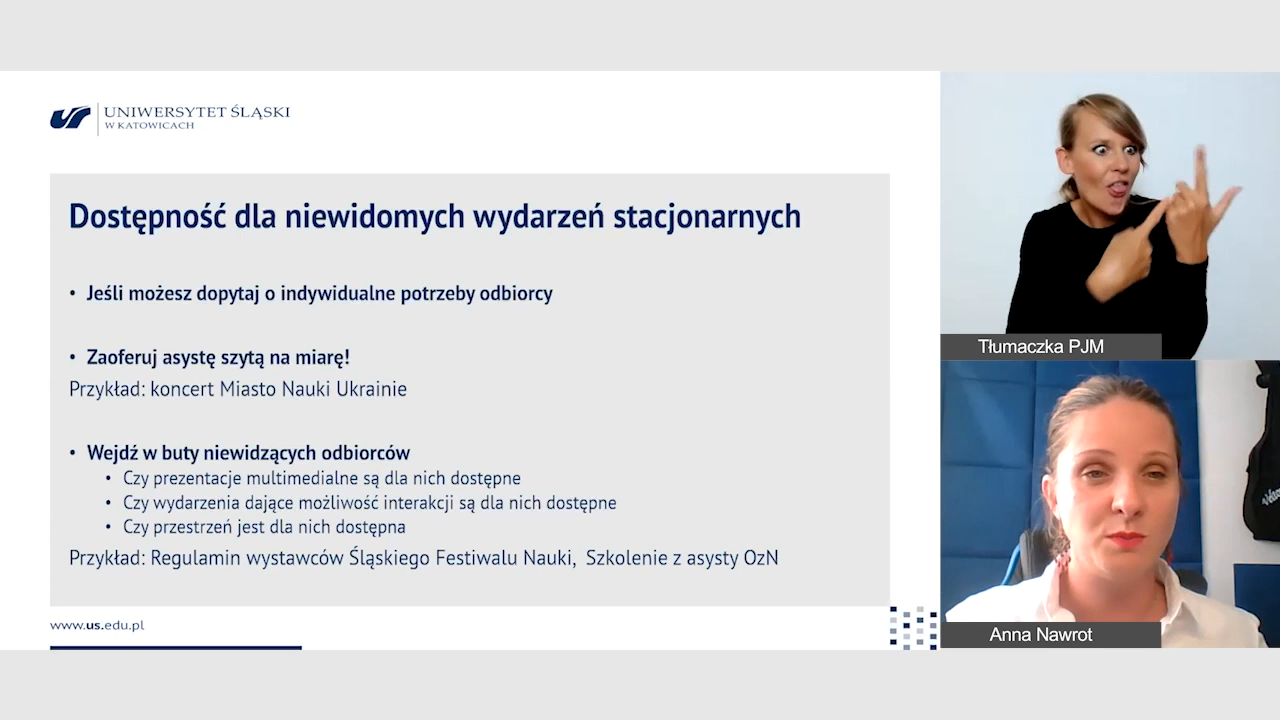 UNIWERSYTET ŚLĄSKI
W KATOWICACH
Dostępność dla niewidomych wydarzeń stacjonarnych
• Jeśli możesz dopytaj o indywidualne potrzeby odbiorcy
• Zaoferuj asystę szytą na miarę!
Przykład: koncert Miasto Nauki Ukrainie
• Wejdź w buty niewidzących odbiorców
• Czy prezentacje multimedialne są dla nich dostępne
• Czy wydarzenia dające możliwość interakcji są dla nich dostępne
• Czy przestrzeń jest dla nich dostępna
Przykład: Regulamin wystawców Śląskiego Festiwalu Nauki, Szkolenie z asysty OzN
www.us.edu.pl
Tłumaczka PJM
Anna Nawrot